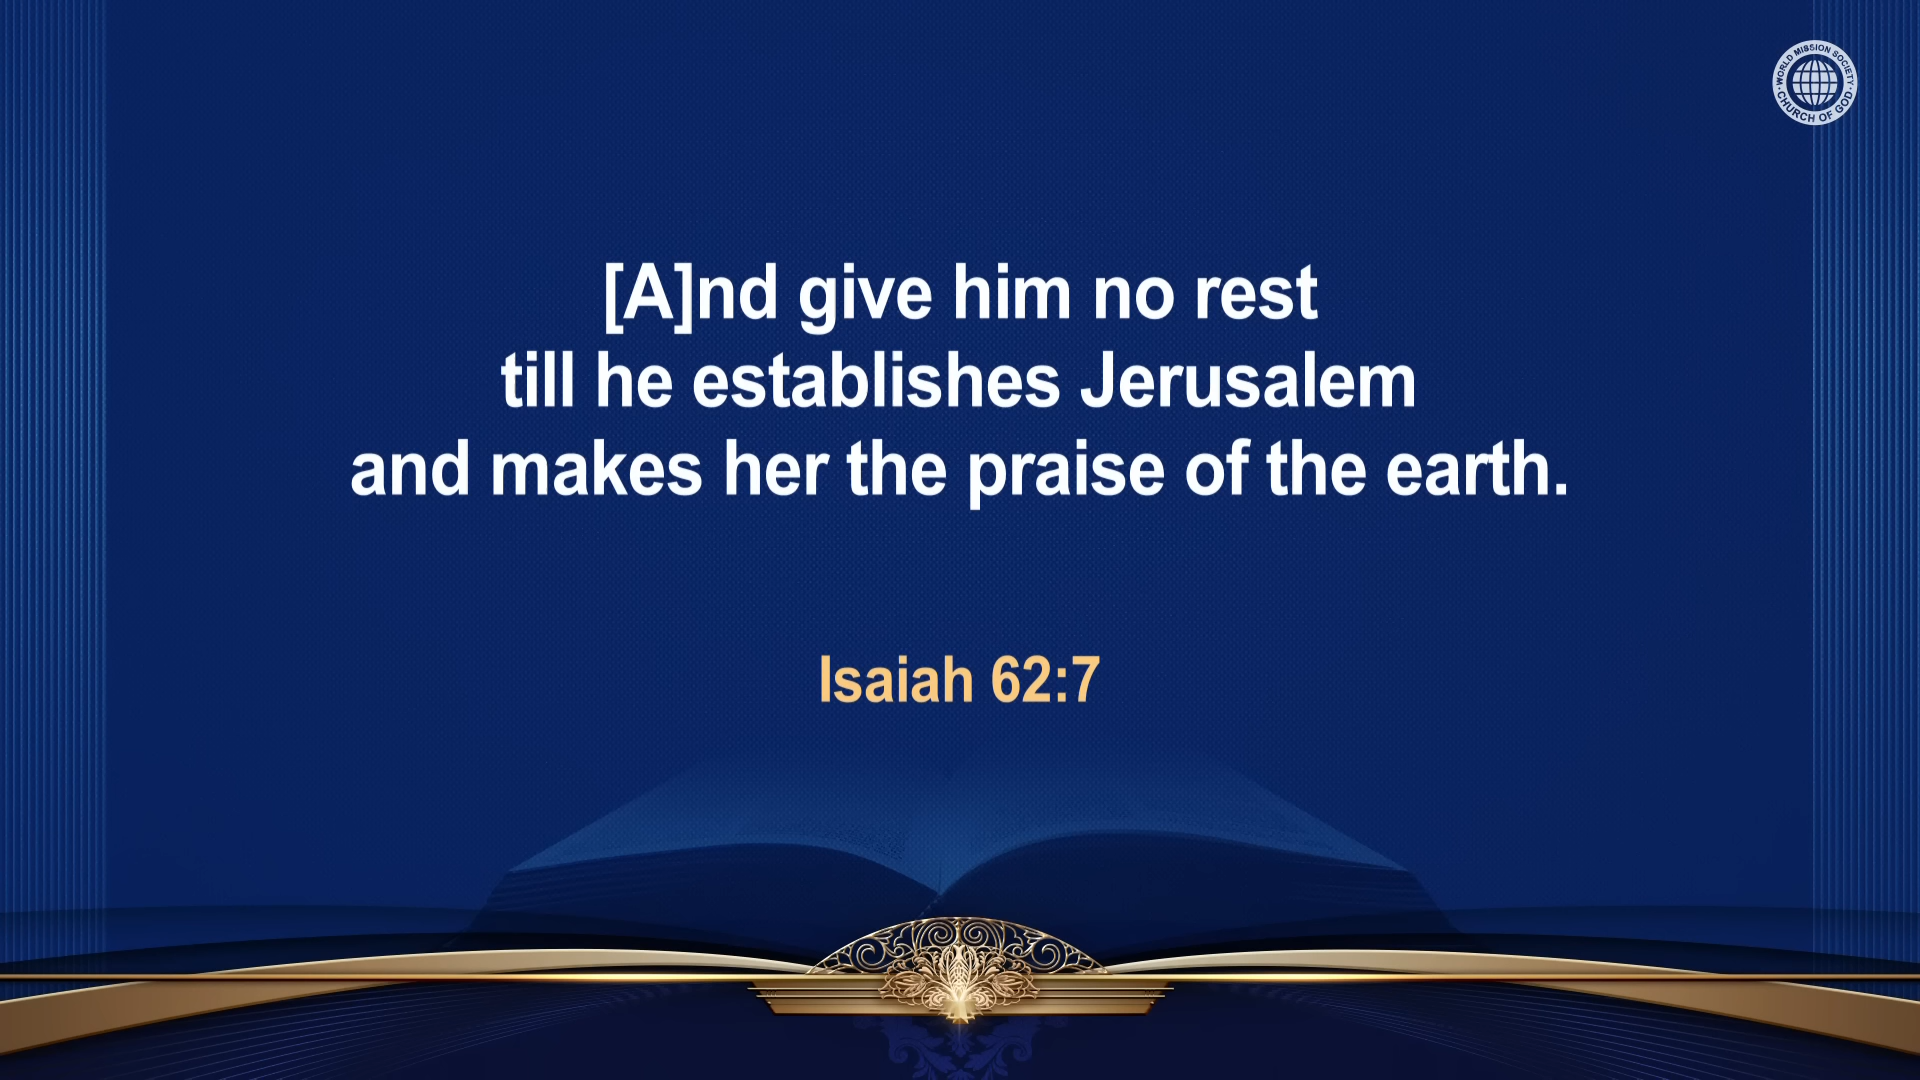 WORLD MISSION SOCIETY
CHURCH OF GOD
[A]nd give him no rest
till he establishes Jerusalem
and makes her the praise of the earth.
Isaiah 62:7